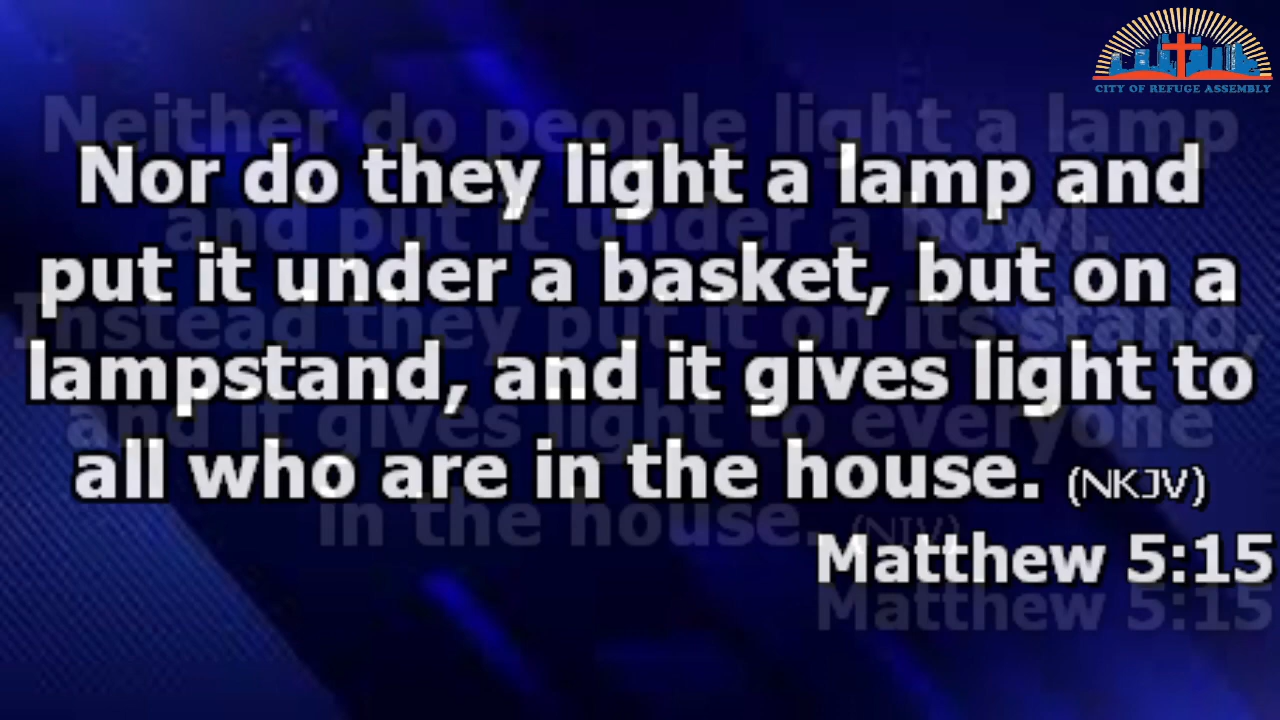 CITY OF REFUGE ASSEMBLY
Neither do people light a lamp
Nor do they light a lamp and
and put it under a bowl.
put it under a basket, but on a
Instead they put it on its stand,
lampstand, and it gives light to
and it gives light to everyone
all who are in the house. (NKJV)
in the house. (NIV)
Matthew 5:15
Matthew 5:15